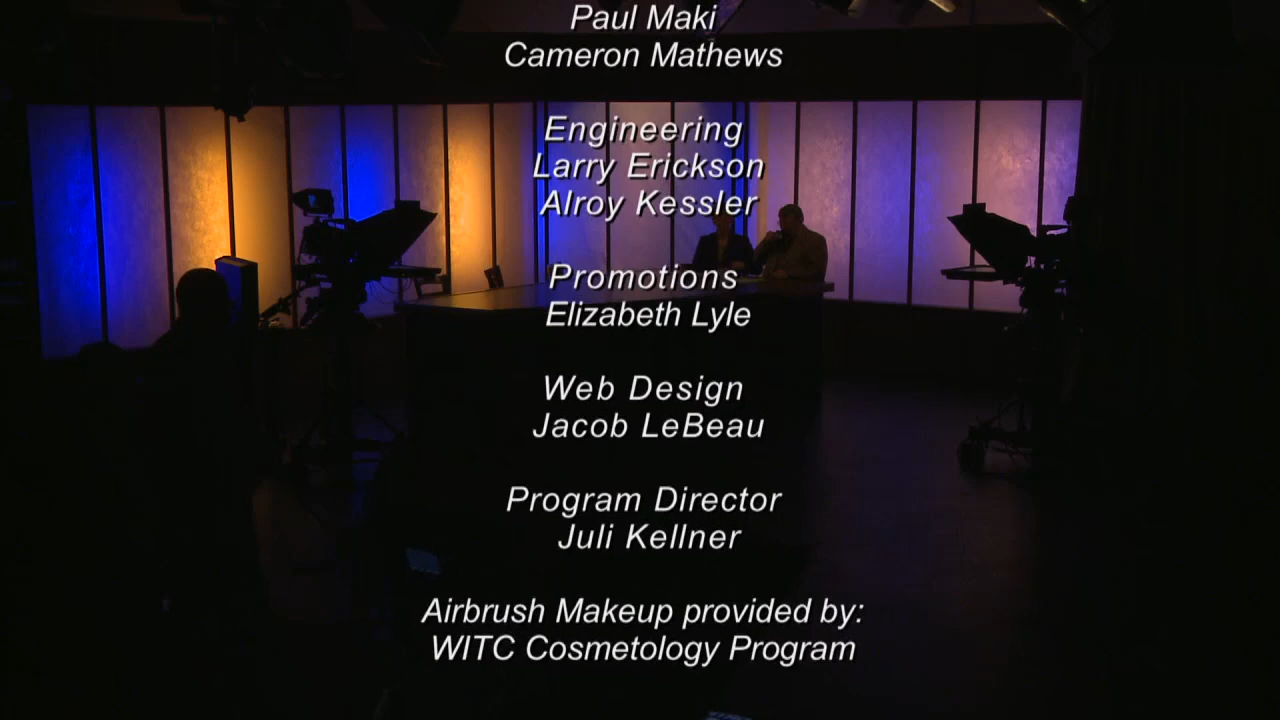 Paul Maki
Cameron Mathews
Engineering
Larry Erickson
Alroy Kessler
Promotions
Elizabeth Lyle
Web Design
Jacob LeBeau
Program Director
Juli Kellner
Airbrush Makeup provided by:
WITC Cosmetology Program